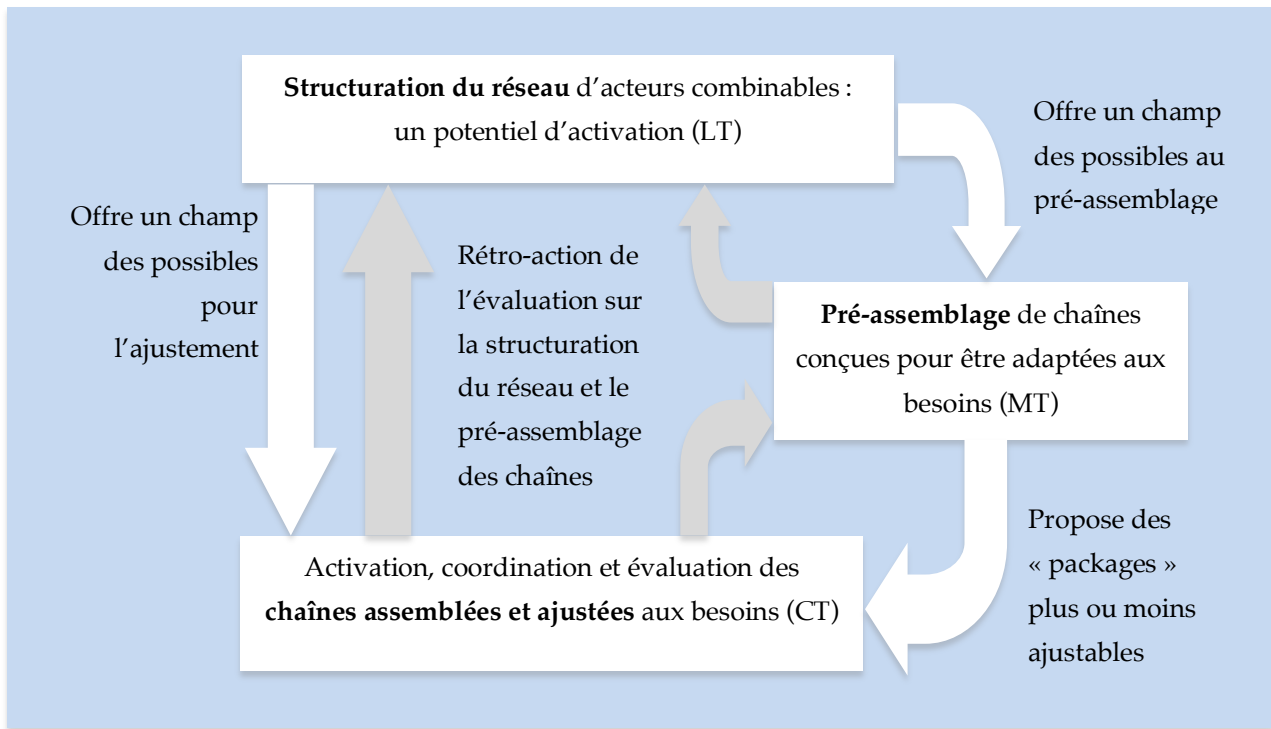 Structuration du réseau d’acteurs combinables :
un potentiel d’activation (LT)
Offre un champ
des possibles au
pré-assemblage
Offre un champ
des possibles
pour
l’ajustement
Rétro-action de
l’évaluation sur
la structuration
du réseau et le
pré-assemblage
des chaînes
Pré-assemblage de chaînes
conçues pour être adaptées aux
besoins (MT)
Propose des
« packages »
plus ou moins
ajustables
Activation, coordination et évaluation des
chaînes assemblées et ajustées aux besoins (CT)